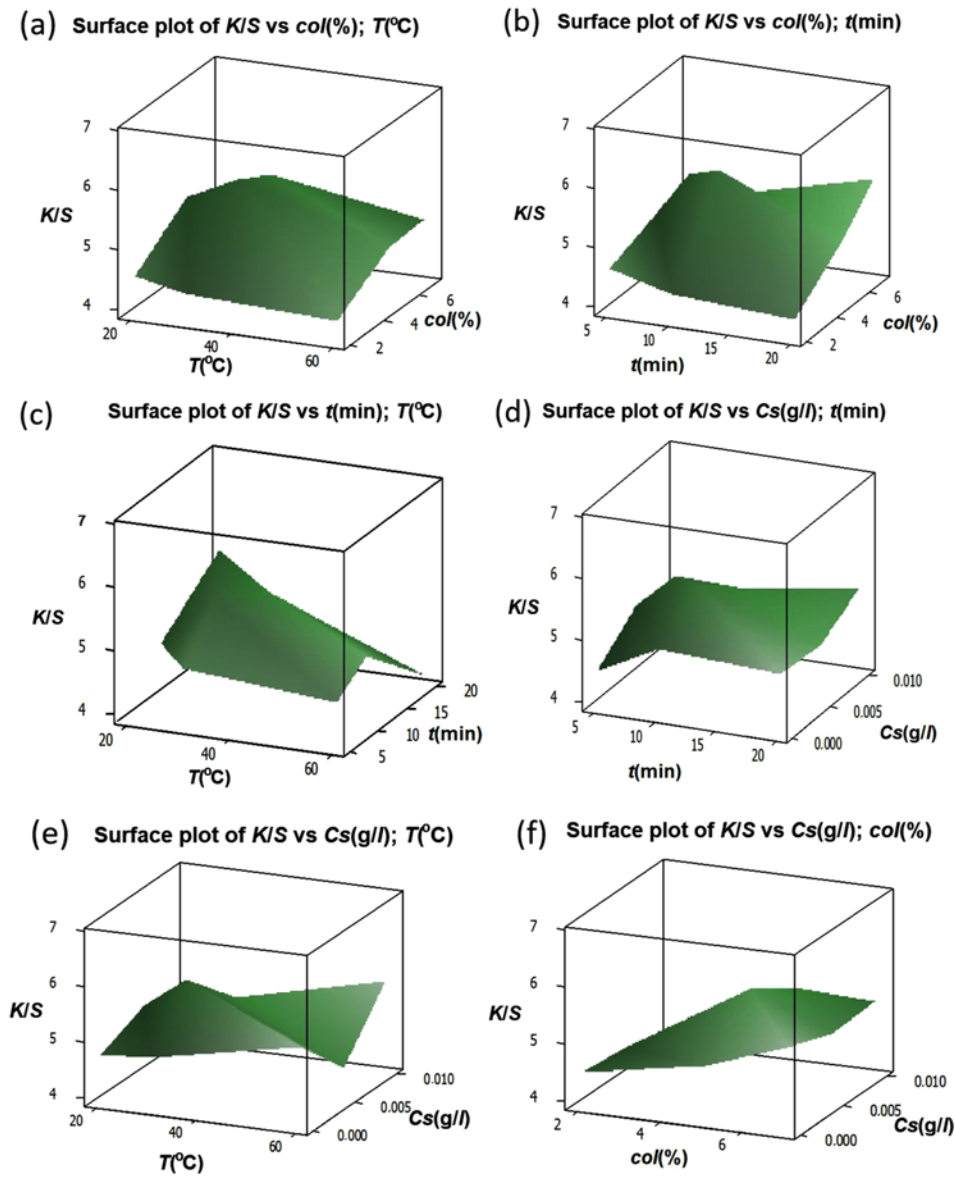 (a) Surface plot of K/S vs col(%); T(ºC)
7
6
K/S
5
4
20
40
60
T(ºC)
2
4
6
col(%)
(b) Surface plot of K/S vs col(%); t(min)
7
6
K/S
5
4
5
10
15
20
t(min)
2
4
6
col(%)
(c) Surface plot of K/S vs t(min); T(ºC)
7
6
K/S
5
4
20
40
60
T(ºC)
5
10
15
20
t(min)
(d) Surface plot of K/S vs Cs(g/l); t(min)
7
6
K/S
5
4
5
10
15
20
t(min)
0.000
0.005
0.010
Cs(g/l)
(e) Surface plot of K/S vs Cs(g/l); T(ºC)
7
6
K/S
5
4
20
40
60
T(ºC)
0.000
0.005
0.010
Cs(g/l)
(f) Surface plot of K/S vs Cs(g/l); col(%)
7
6
K/S
5
4
2
4
6
col(%)
0.000
0.005
0.010
Cs(g/l)